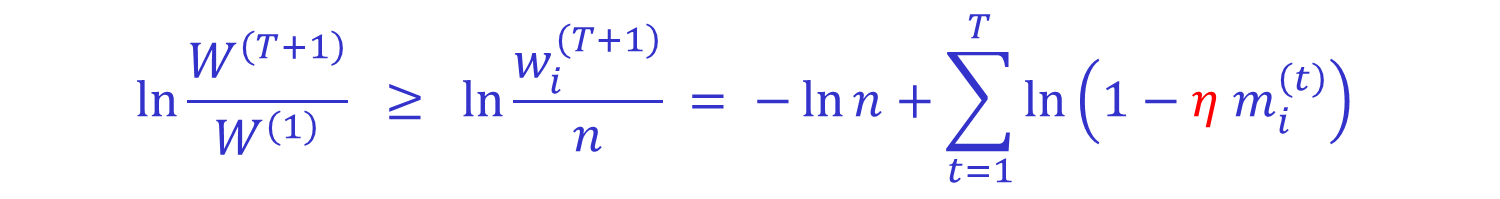 ln W^(T+1) / W^(1) ≥ ln w_i^(T+1) / n = − ln n + ∑_{t=1}^{T} ln(1 − η m_i^(t))